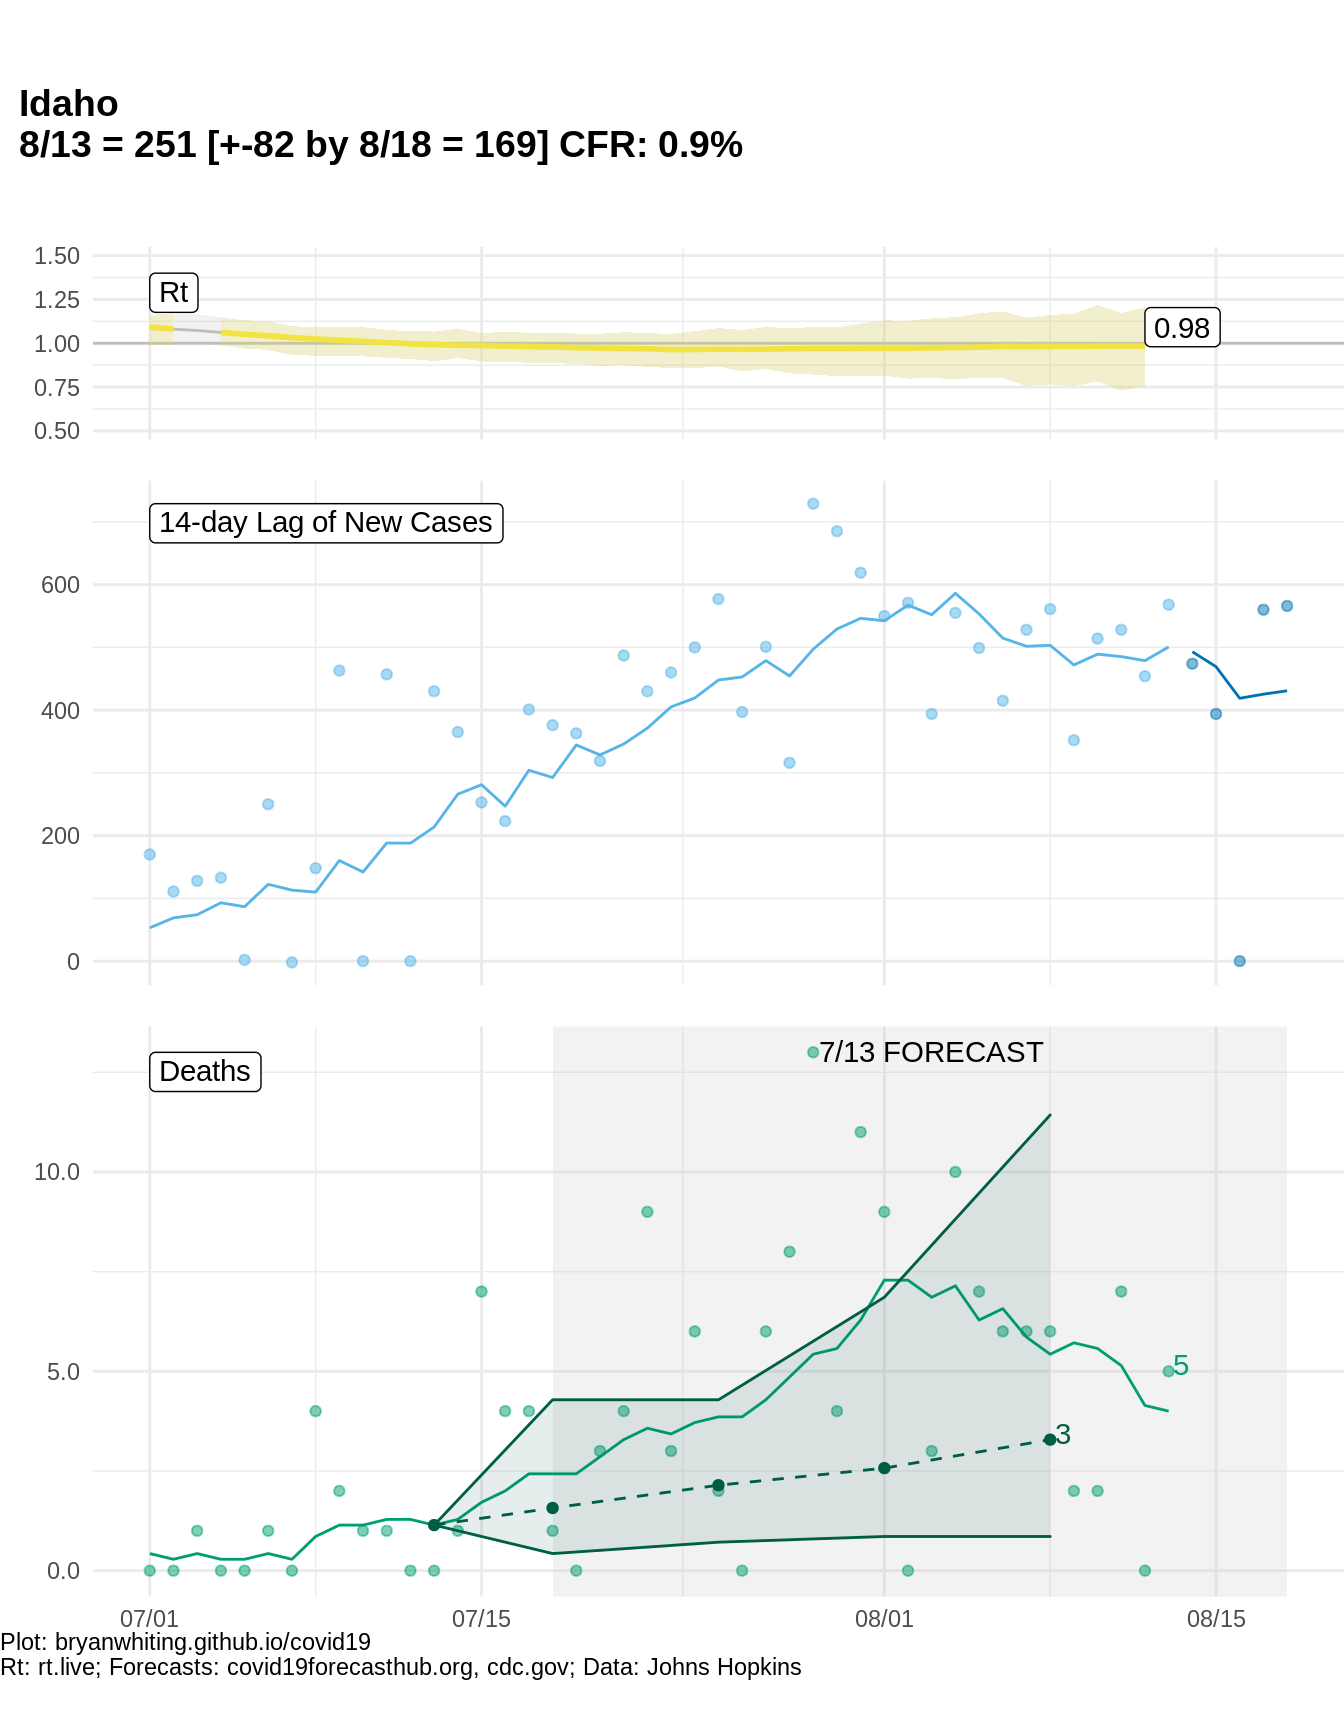 Idaho
8/13 = 251 [+-82 by 8/18 = 169] CFR: 0.9%
1.50
1.25
1.00
0.75
0.50
Rt
0.98
14-day Lag of New Cases
600
400
200
0
Deaths
7/13 FORECAST
10.0
5.0
0.0
5
3
07/01
07/15
08/01
08/15
Plot: bryanwhiting.github.io/covid19
Rt: rt.live; Forecasts: covid19forecasthub.org, cdc.gov; Data: Johns Hopkins